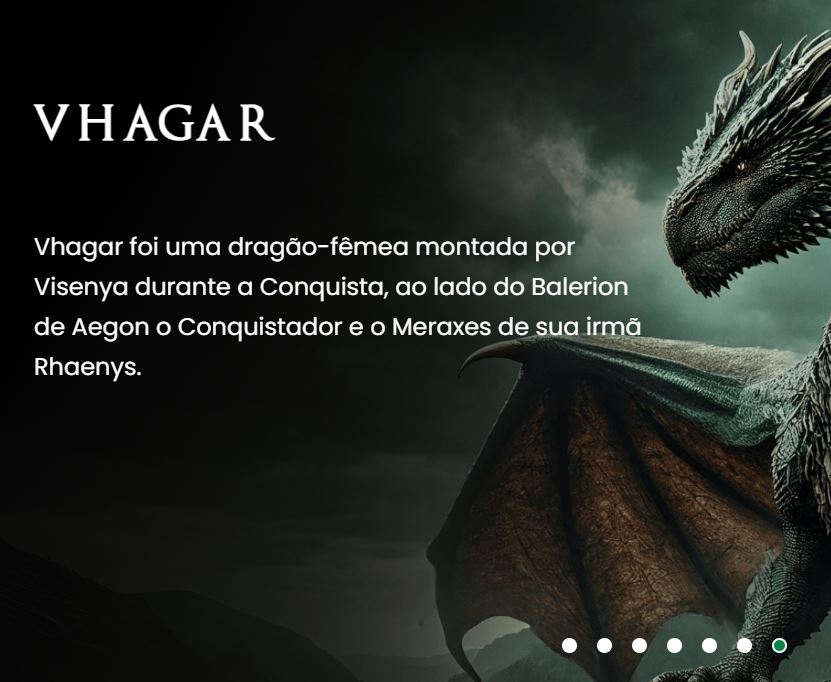 VHAGAR
Vhagar foi uma dragão-fêmea montada por
Visenya durante a Conquista, ao lado do Balerion
de Aegon o Conquistador e o Meraxes de sua irmã
Rhaenys.